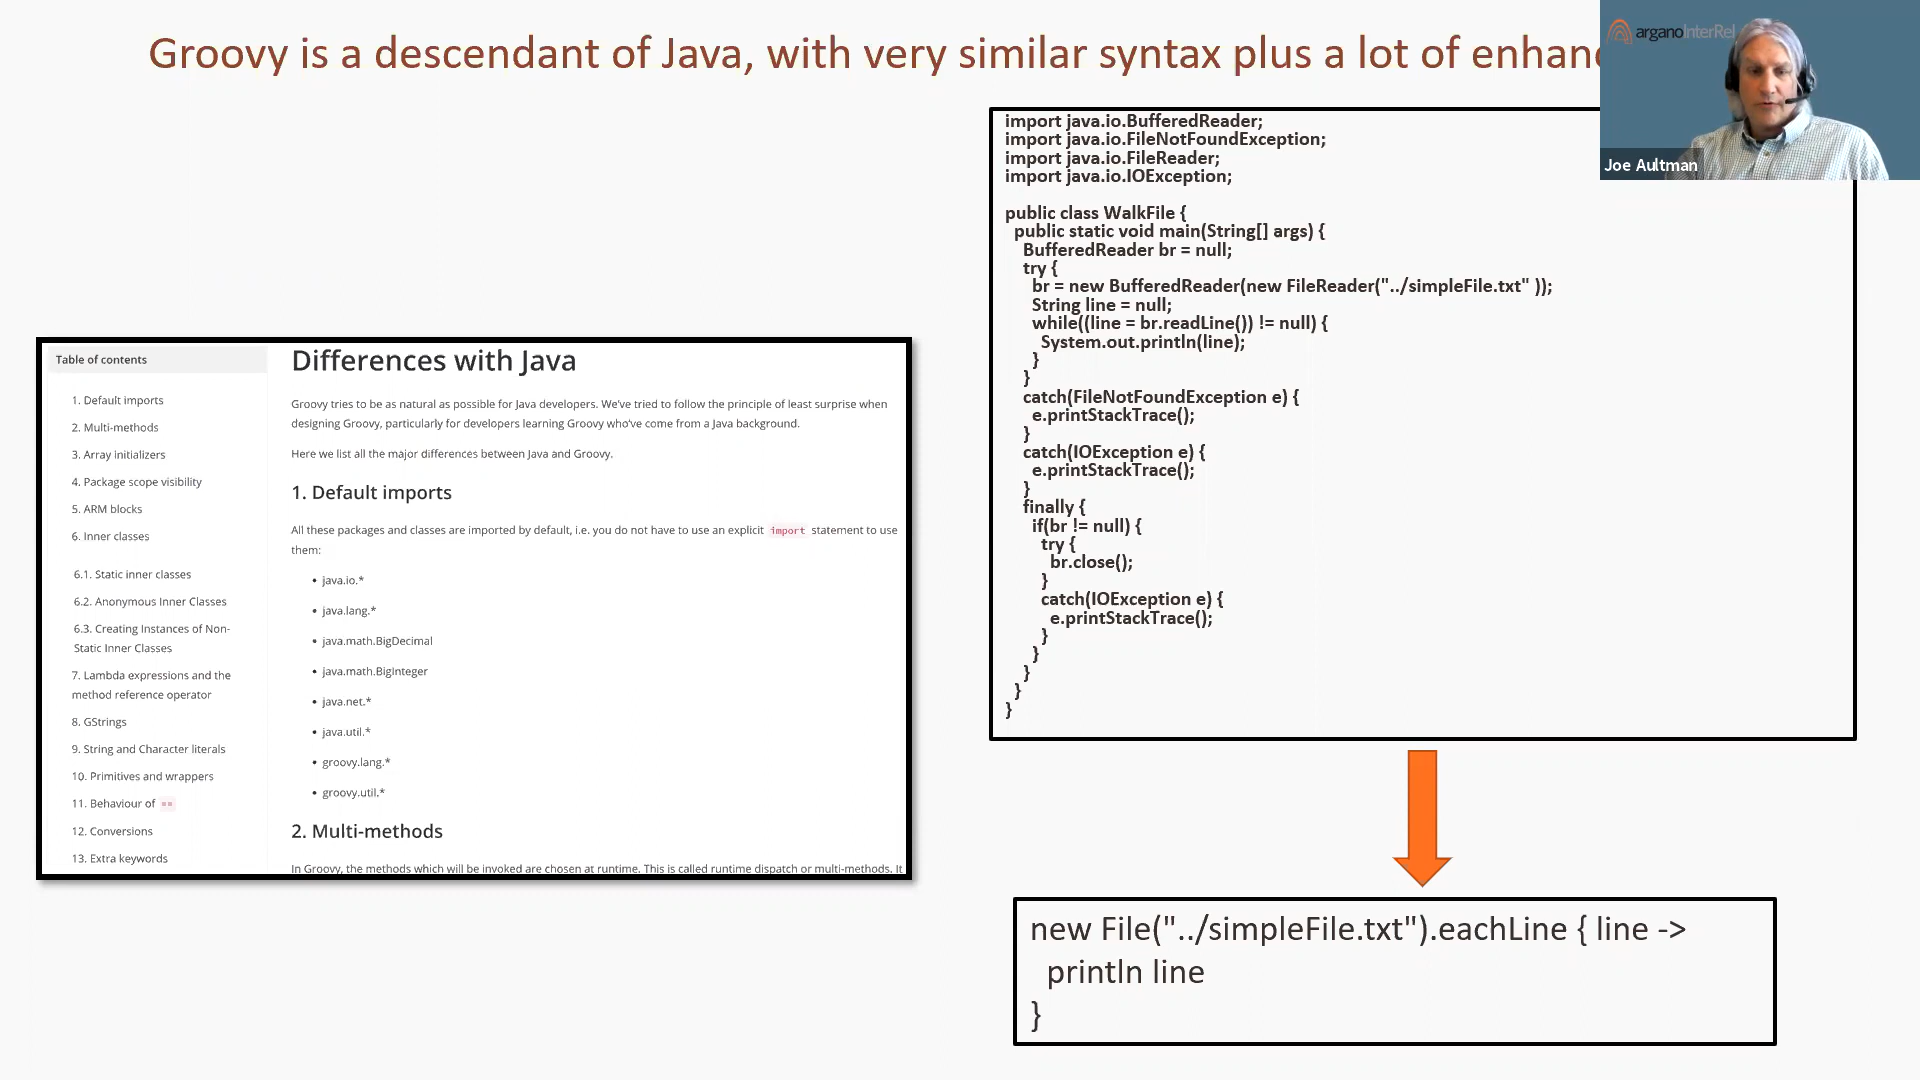 Groovy is a descendant of Java, with very similar syntax plus a lot of enhan
arganoInterRel
Joe Aultman
Table of contents
1. Default imports
2. Multi-methods
3. Array initializers
4. Package scope visibility
5. ARM blocks
6. Inner classes
6.1. Static inner classes
6.2. Anonymous Inner Classes
6.3. Creating Instances of Non-
Static Inner Classes
7. Lambda expressions and the
method reference operator
8. GStrings
9. String and Character literals
10. Primitives and wrappers
11. Behaviour of ==
12. Conversions
13. Extra keywords
Differences with Java
Groovy tries to be as natural as possible for Java developers. We've tried to follow the principle of least surprise when
designing Groovy, particularly for developers learning Groovy who've come from a Java background.
Here we list all the major differences between Java and Groovy.
1. Default imports
All these packages and classes are imported by default, i.e. you do not have to use an explicit import statement to use
them:
• java.io.*
• java.lang.*
• java.math.BigDecimal
• java.math.BigInteger
• java.net.*
• java.util.*
• groovy.lang.*
• groovy.util.*
2. Multi-methods
In Groovy, the methods which will be invoked are chosen at runtime. This is called runtime dispatch or multi-methods. It
import java.io.BufferedReader;
import java.io.FileNotFoundException;
import java.io.FileReader;
import java.io.IOException;
public class WalkFile {
public static void main(String[] args) {
BufferedReader br = null;
try {
br = new BufferedReader(new FileReader("../simpleFile.txt" ));
String line = null;
while((line = br.readLine()) != null) {
System.out.println(line);
}
}
catch(FileNotFoundException e) {
e.printStackTrace();
}
catch(IOException e) {
e.printStackTrace();
}
finally {
if(br != null) {
try {
br.close();
}
catch(IOException e) {
e.printStackTrace();
}
}
}
}
}
new File("../simpleFile.txt").eachLine { line ->
println line
}